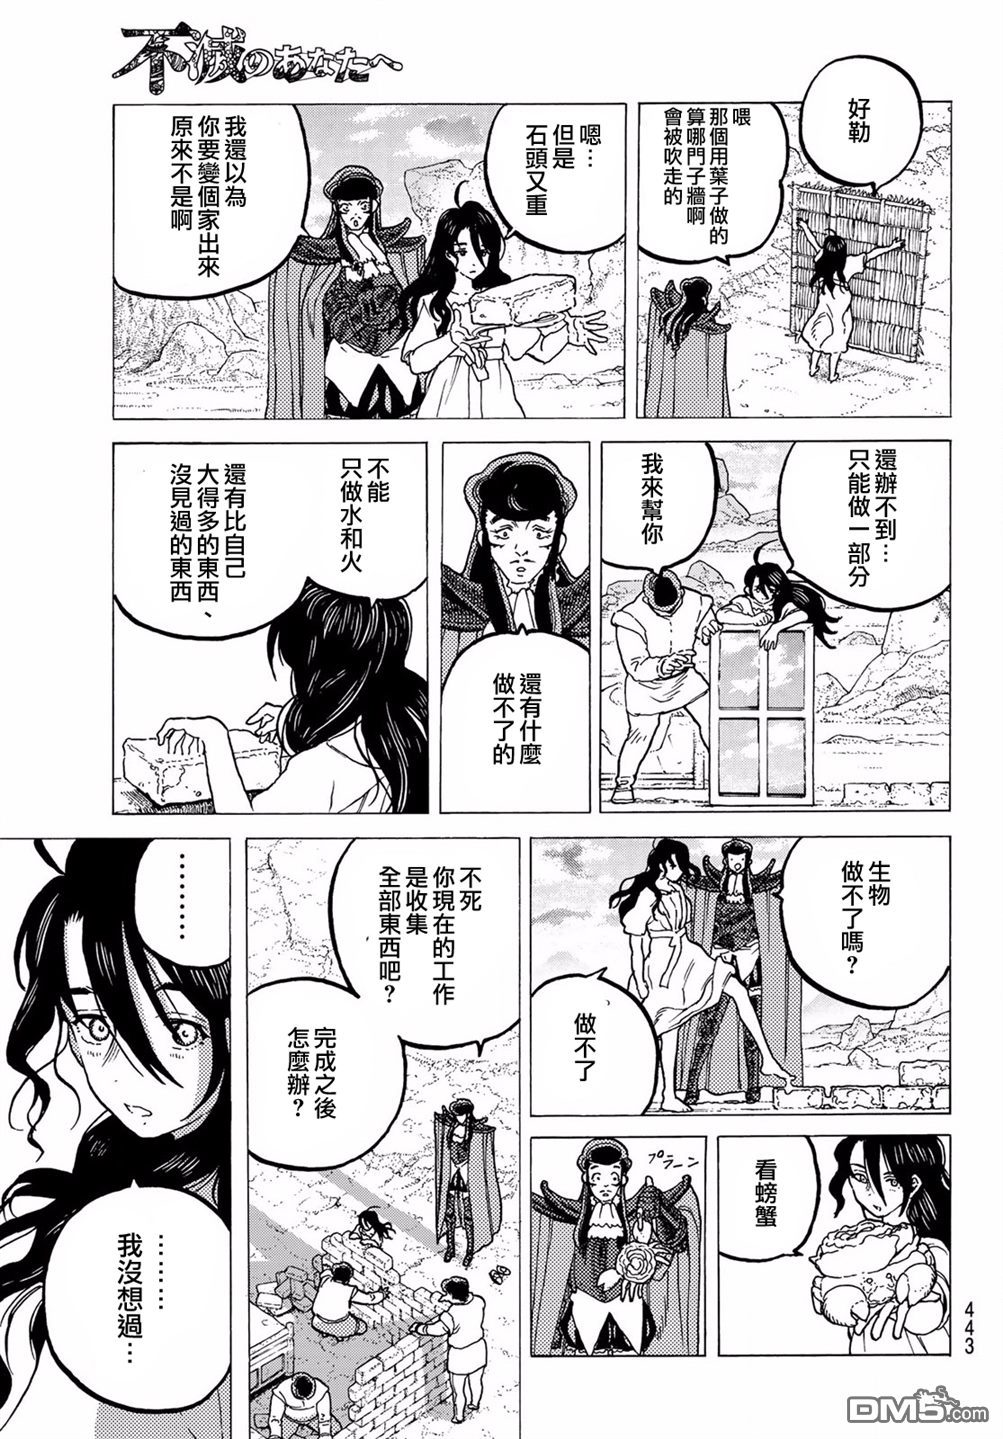 不滅のあなたへ
好勒
喂
那個用葉子做的
算哪門子牆啊
會被吹走的
嗯…
但是
石頭又重
我還以為
你要變個家出來
原來不是啊
還辦不到…
只能做一部分
我來幫你
還有什麼
做不了的
不能
只做水和火
還有比自己
大得多的東西、
沒見過的東西
生物
做不了嗎？
做不了
看螃蟹
プラーン
不死
你現在的工作
是收集
全部東西吧？
完成之後
怎麼辦？
………
………
我沒想過…
443
DM5.com